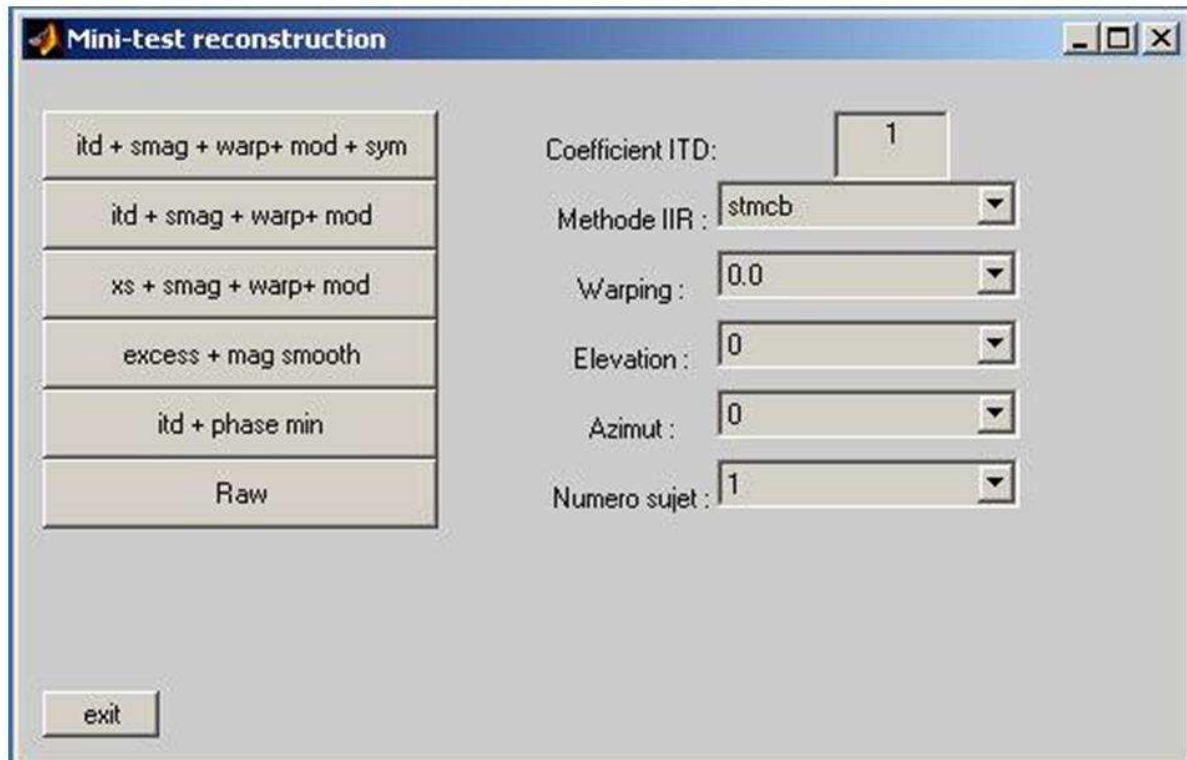 Mini-test reconstruction
itd + smag + warp+ mod + sym
itd + smag + warp+ mod
xs + smag + warp+ mod
excess + mag smooth
itd + phase min
Raw
exit
Coefficient ITD: 1
Methode IIR : stmcb
Warping : 0.0
Elevation : 0
Azimut : 0
Numero sujet : 1